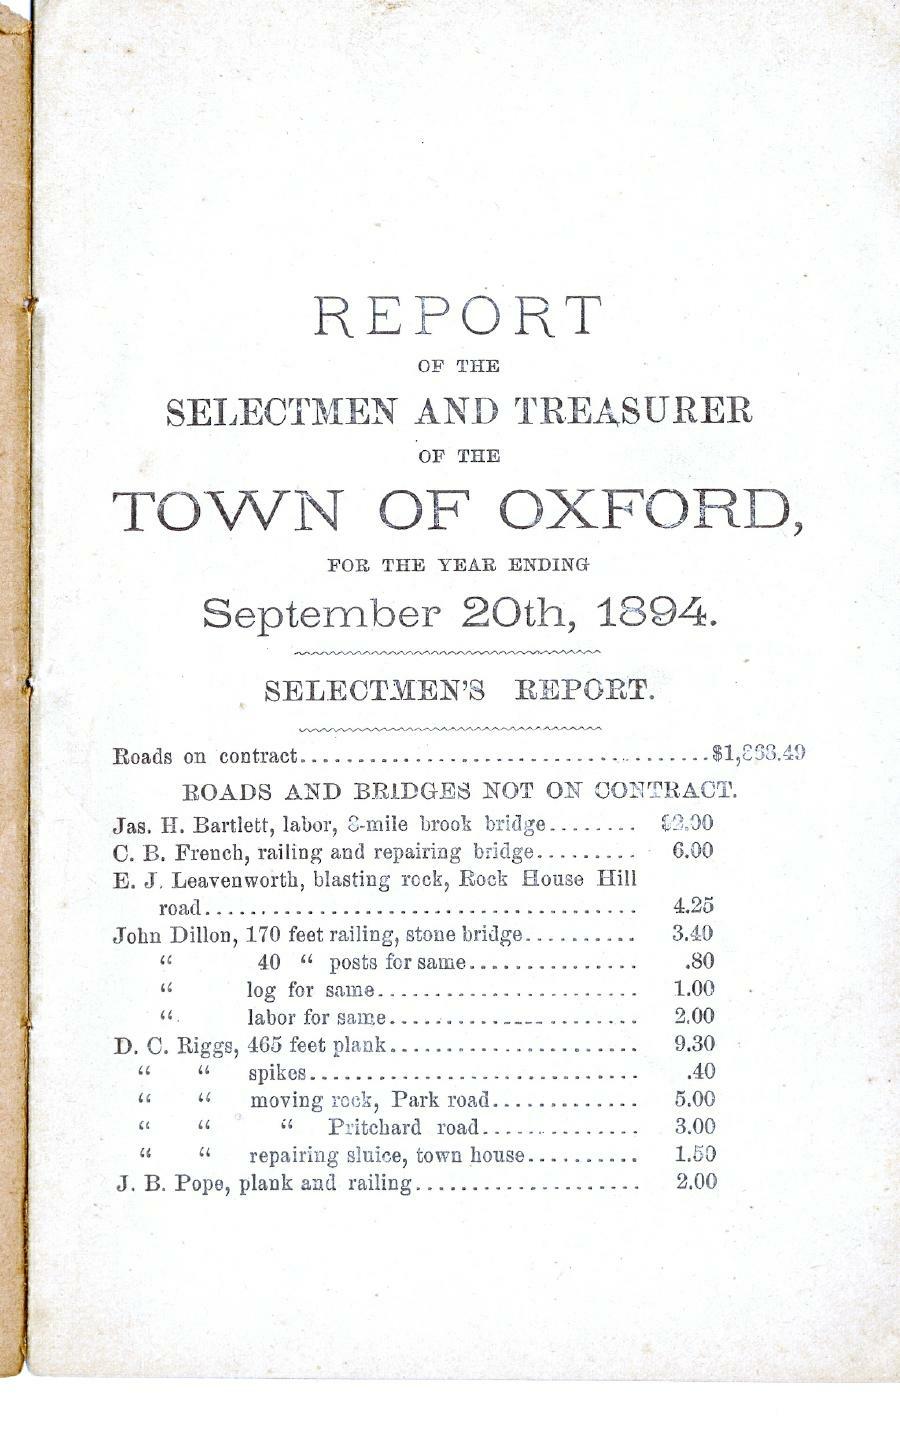 REPORT
OF THE
SELECTMEN AND TREASURER
OF THE
TOWN OF OXFORD,
FOR THE YEAR ENDING
September 20th, 1894.
SELECTMEN'S REPORT.
Roads on contract
ROADS AND BRIDGES NOT ON CONTRACT.
Jas. H. Bartlett, labor, brook bridge
C. B. French, railing and repairing bridge......... 6.00
E. J. Leavenworth, blasting rock, Rock House Hill
road....................................... 4.25
John Dillon, 170 feet railing, stone bridge.......... 3.40
“ 40 “ posts for same............... .80
“ log for same........................ 1.00
“ labor for same....................... 2.00
D. C. Riggs, 465 feet plank....................... 9.30
“ “ spikes.............................. .40
“ “ moving rock, Park road............. 5.00
“ “ “ Pritchard road.............. 3.00
“ “ repairing sluice, town house.......... 1.50
J. B. Pope, plank and railing.................... 2.00